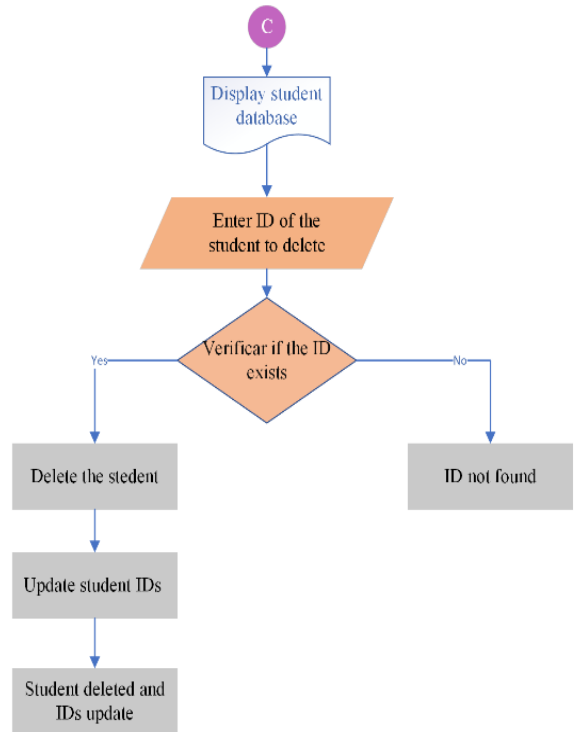 C
Display student
database
Enter ID of the
student to delete
Verificar if the ID
exists
Yes
No
Delete the stedent
ID not found
Update student IDs
Student deleted and
IDs update